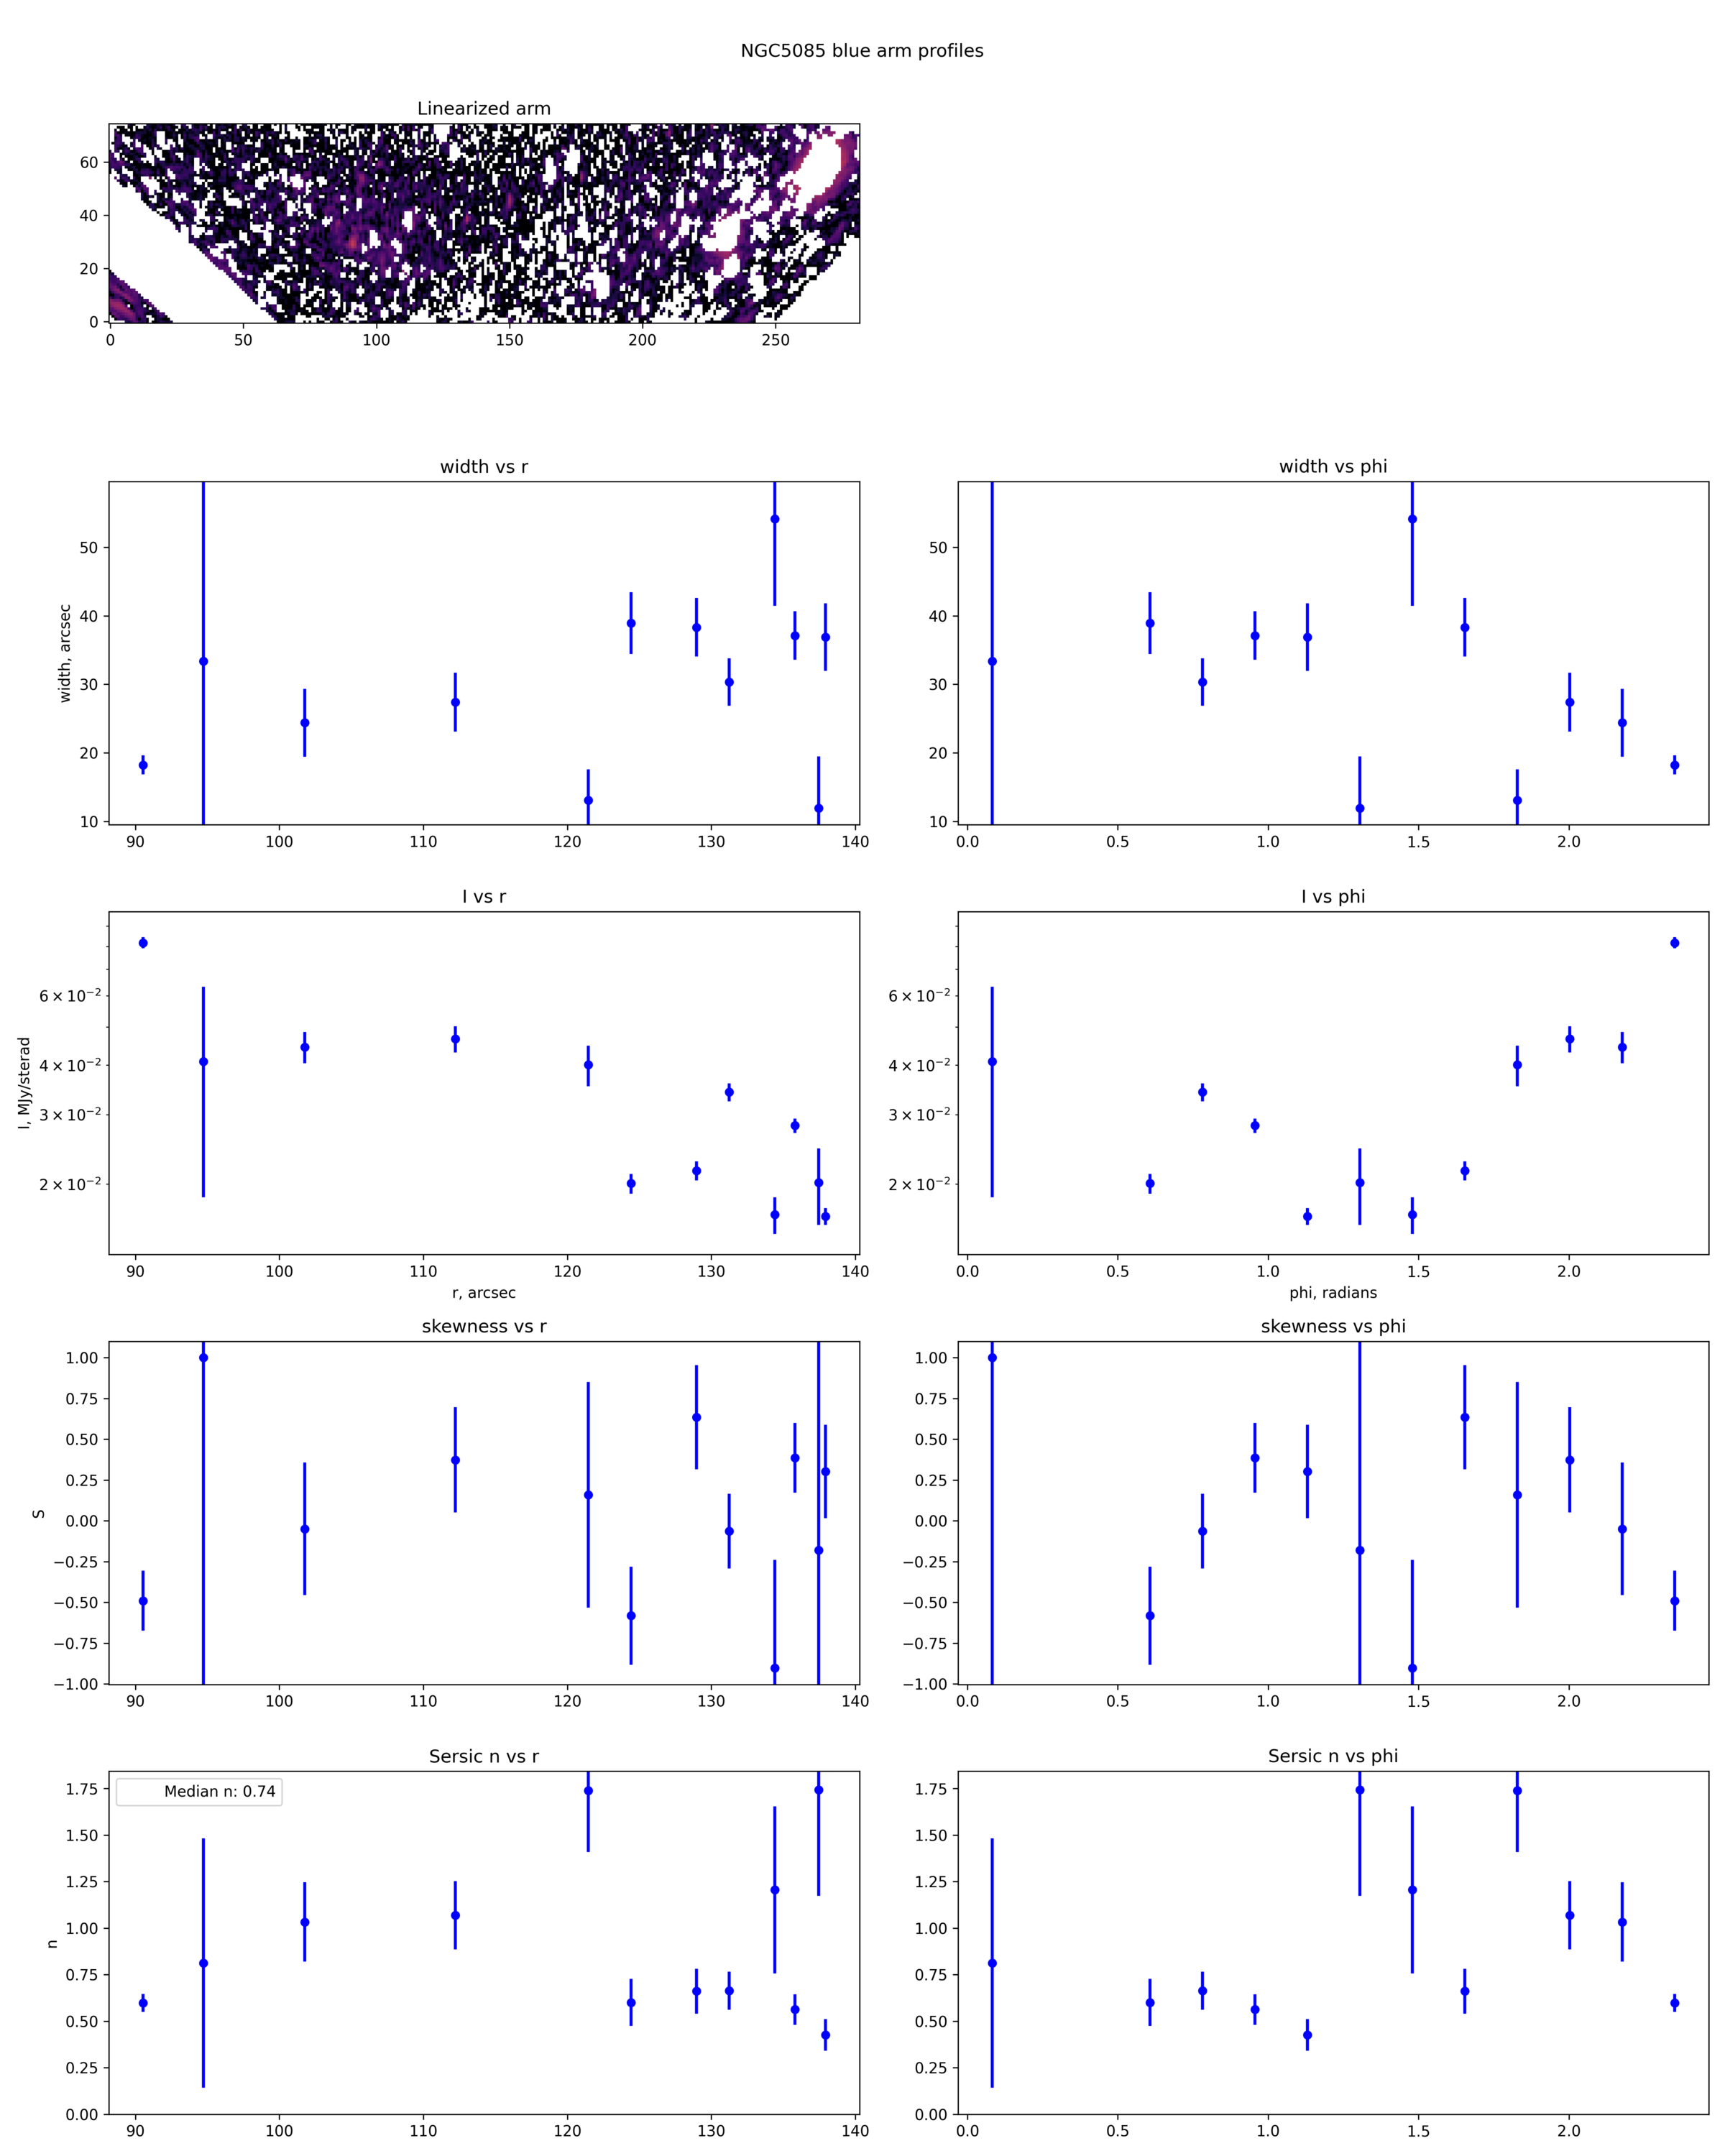 NGC5085 blue arm profiles
Linearized arm
60
40
20
0
0 50 100 150 200 250
width vs r
width vs phi
width, arcsec
50
40
30
20
10
90 100 110 120 130 140
50
40
30
20
10
0.0 0.5 1.0 1.5 2.0
I vs r
I vs phi
I, MJy/sterad
6 × 10⁻²
4 × 10⁻²
3 × 10⁻²
2 × 10⁻²
90 100 110 120 130 140
r, arcsec
6 × 10⁻²
4 × 10⁻²
3 × 10⁻²
2 × 10⁻²
0.0 0.5 1.0 1.5 2.0
phi, radians
skewness vs r
skewness vs phi
S
1.00
0.75
0.50
0.25
0.00
−0.25
−0.50
−0.75
−1.00
90 100 110 120 130 140
1.00
0.75
0.50
0.25
0.00
−0.25
−0.50
−0.75
−1.00
0.0 0.5 1.0 1.5 2.0
Sersic n vs r
Sersic n vs phi
Median n: 0.74
n
1.75
1.50
1.25
1.00
0.75
0.50
0.25
0.00
90 100 110 120 130 140
1.75
1.50
1.25
1.00
0.75
0.50
0.25
0.00
0.0 0.5 1.0 1.5 2.0